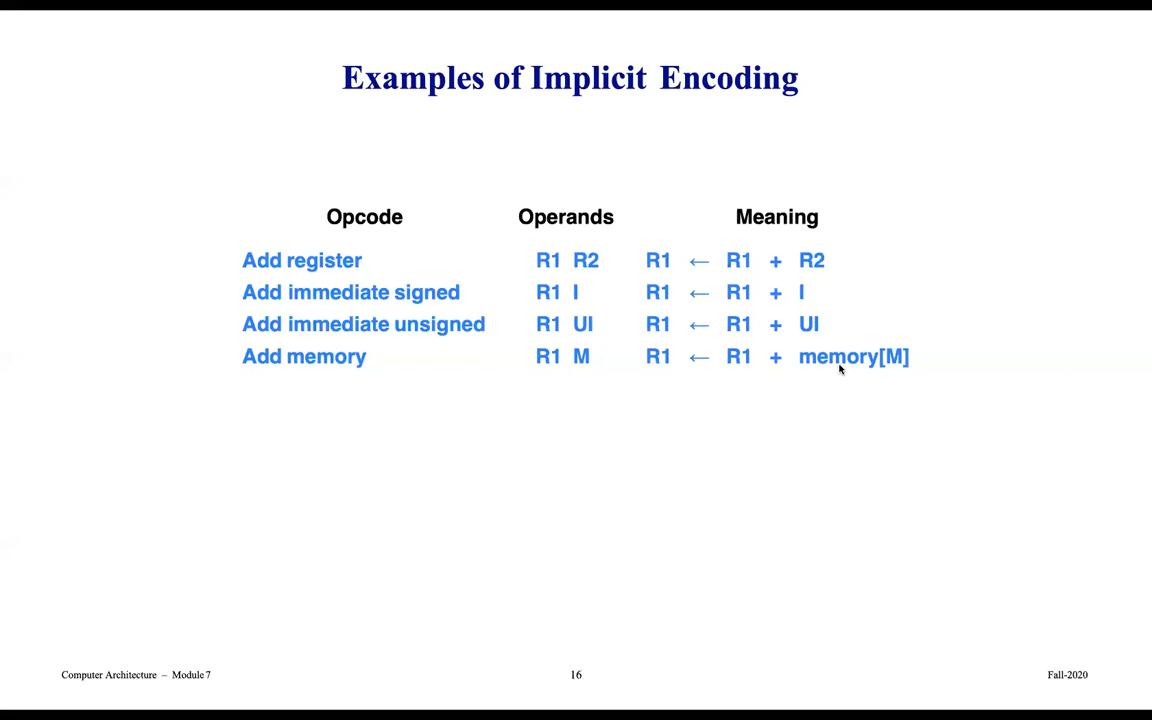 Examples of Implicit Encoding
Opcode Operands Meaning
Add register R1 R2 R1 ← R1 + R2
Add immediate signed R1 I R1 ← R1 + I
Add immediate unsigned R1 UI R1 ← R1 + UI
Add memory R1 M R1 ← R1 + memory[M]
Computer Architecture – Module 7 16 Fall-2020